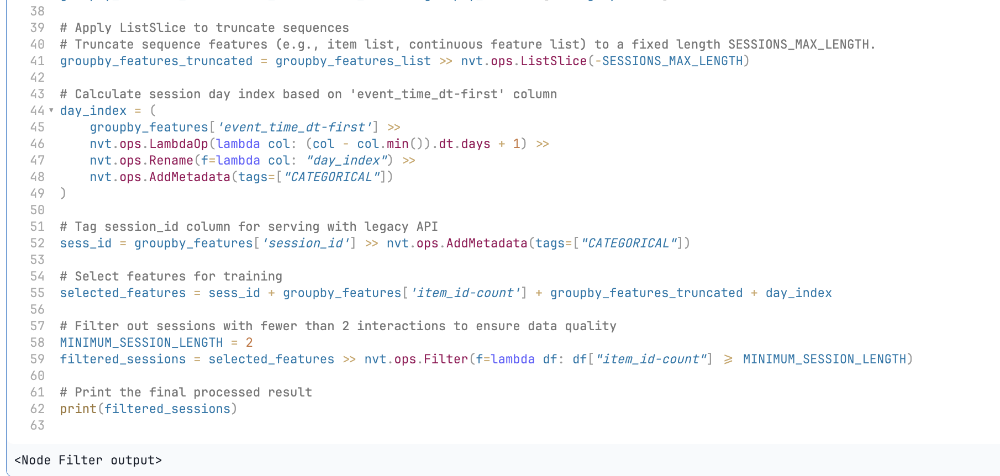 38
39 # Apply ListSlice to truncate sequences
40 # Truncate sequence features (e.g., item list, continuous feature list) to a fixed length SESSIONS_MAX_LENGTH.
41 groupby_features_truncated = groupby_features_list >> nvt.ops.ListSlice(-SESSIONS_MAX_LENGTH)
42
43 # Calculate session day index based on 'event_time_dt-first' column
44 day_index = (
45     groupby_features['event_time_dt-first'] >>
46     nvt.ops.LambdaOp(lambda col: (col - col.min()).dt.days + 1) >>
47     nvt.ops.Rename(f=lambda col: "day_index") >>
48     nvt.ops.AddMetadata(tags=["CATEGORICAL"])
49 )
50
51 # Tag session_id column for serving with legacy API
52 sess_id = groupby_features['session_id'] >> nvt.ops.AddMetadata(tags=["CATEGORICAL"])
53
54 # Select features for training
55 selected_features = sess_id + groupby_features['item_id-count'] + groupby_features_truncated + day_index
56
57 # Filter out sessions with fewer than 2 interactions to ensure data quality
58 MINIMUM_SESSION_LENGTH = 2
59 filtered_sessions = selected_features >> nvt.ops.Filter(f=lambda df: df["item_id-count"] >= MINIMUM_SESSION_LENGTH)
60
61 # Print the final processed result
62 print(filtered_sessions)
63
<Node Filter output>